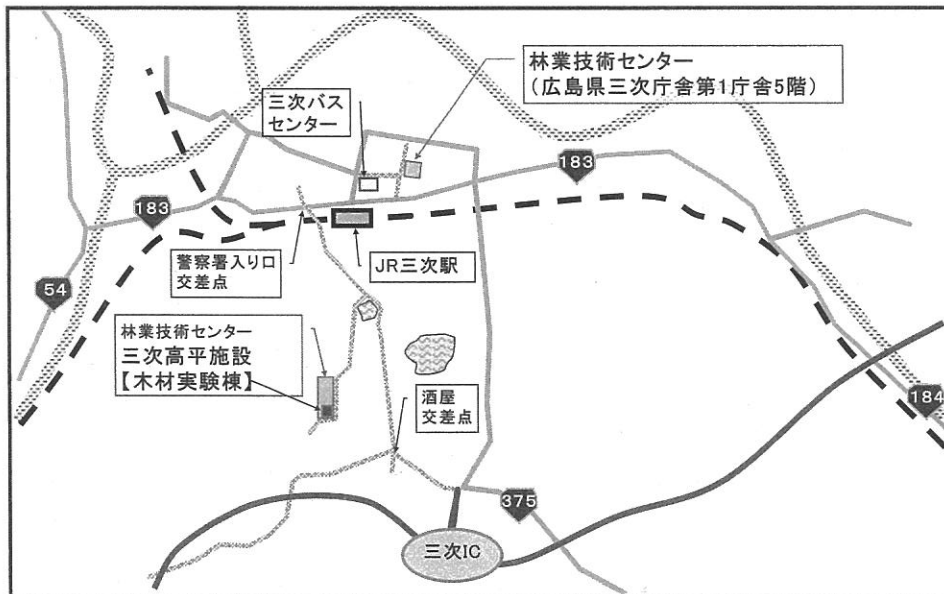 林業技術センター
(広島県三次庁舎第1庁舎5階)
三次バス
センター
183
183
警察署入り口
交差点
JR三次駅
54
林業技術センター
三次高平施設
【木材実験棟】
酒屋
交差点
184
375
三次IC